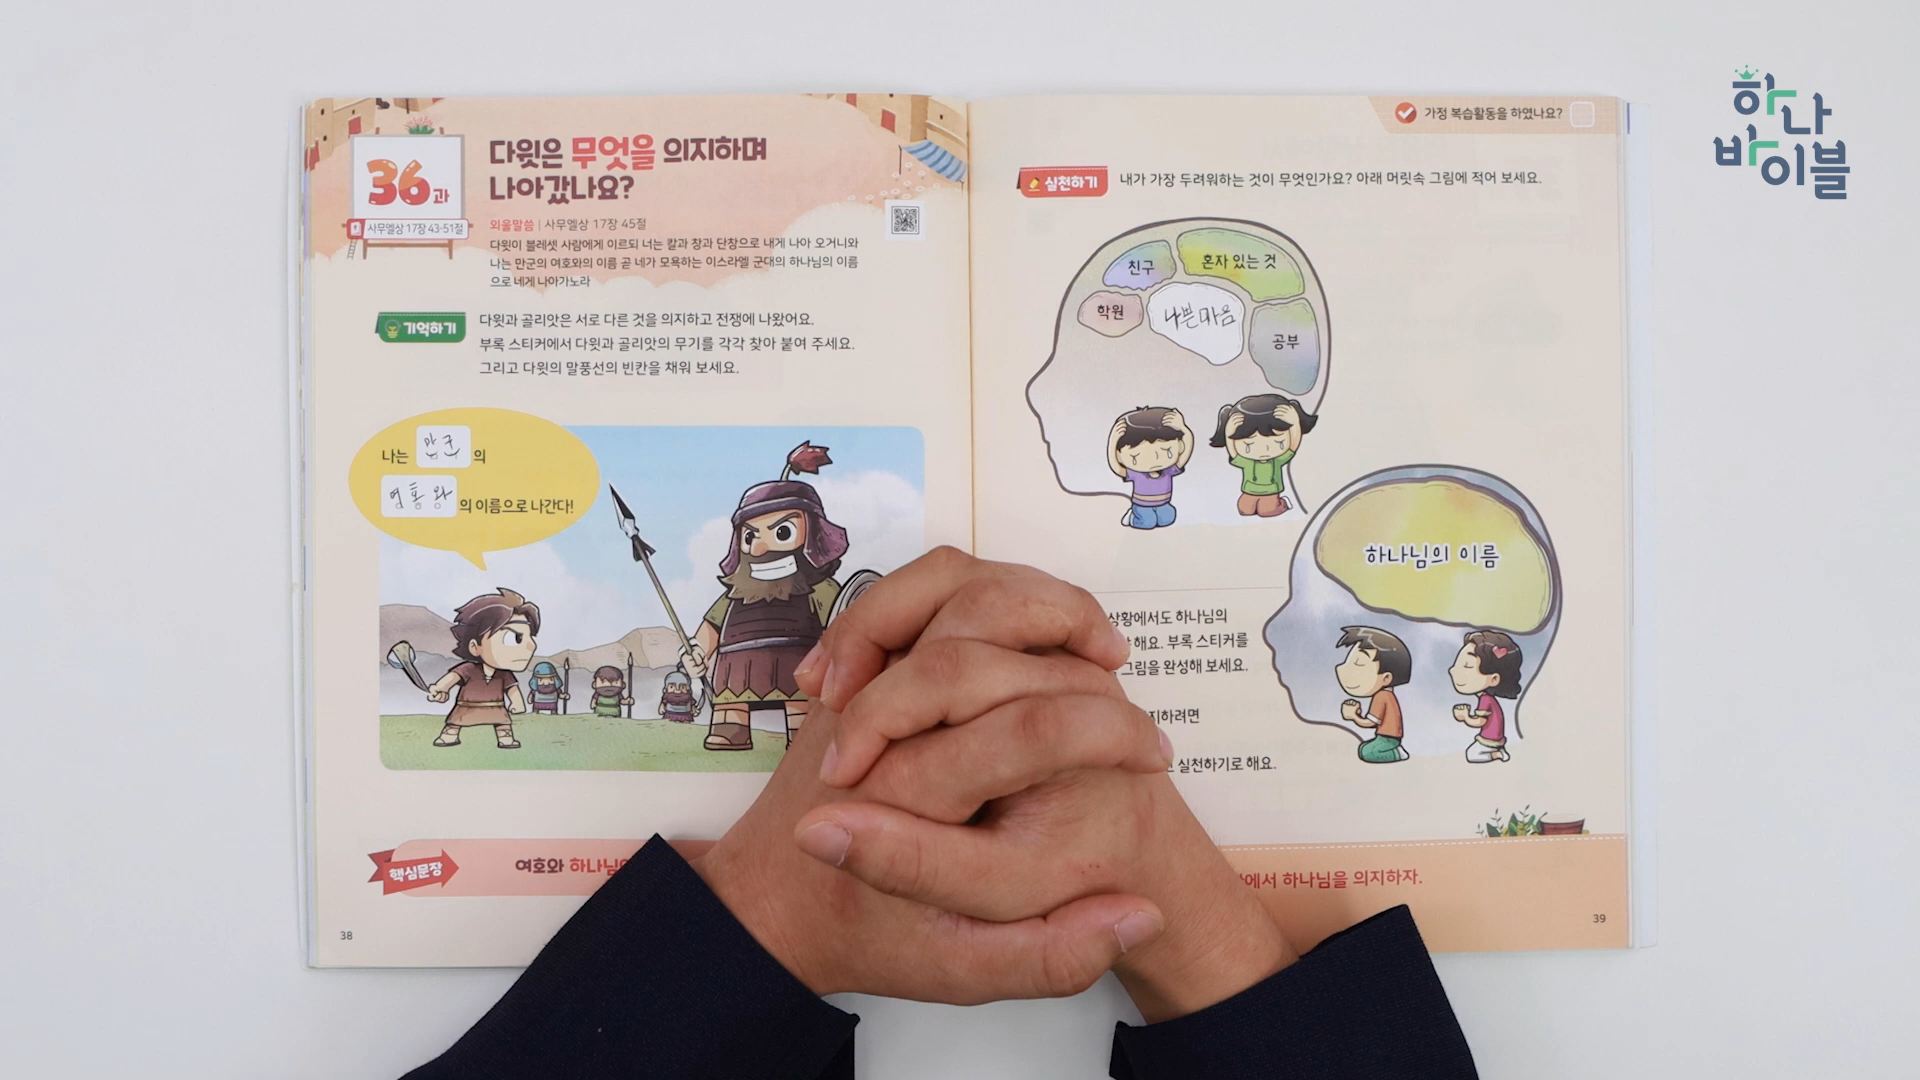 하나
바이블
36과
사무엘상 17장 43-51절
다윗은 무엇을 의지하며
나아갔나요?
외울말씀 | 사무엘상 17장 45절
다윗이 블레셋 사람에게 이르되 너는 칼과 창과 단창으로 내게 나아 오거니와
나는 만군의 여호와의 이름 곧 네가 모욕하는 이스라엘 군대의 하나님의 이름
으로 네게 나아가노라
기억하기
다윗과 골리앗은 서로 다른 것을 의지하고 전쟁에 나왔어요.
부록 스티커에서 다윗과 골리앗의 무기를 각각 찾아 붙여 주세요.
그리고 다윗의 말풍선의 빈칸을 채워 보세요.
나는 만군의
의 이름으로 나간다!
핵심문장
여호와 하나님
38
가정 복습활동을 하였나요?
실천하기
내가 가장 두려워하는 것이 무엇인가요? 아래 머릿속 그림에 적어 보세요.
친구
혼자 있는 것
학원
나쁜마음
공부
하나님의 이름
상황에서도 하나님의
해요. 부록 스티커를
그림을 완성해 보세요.
지하려면
실천하기로 해요.
에서 하나님을 의지하자.
39